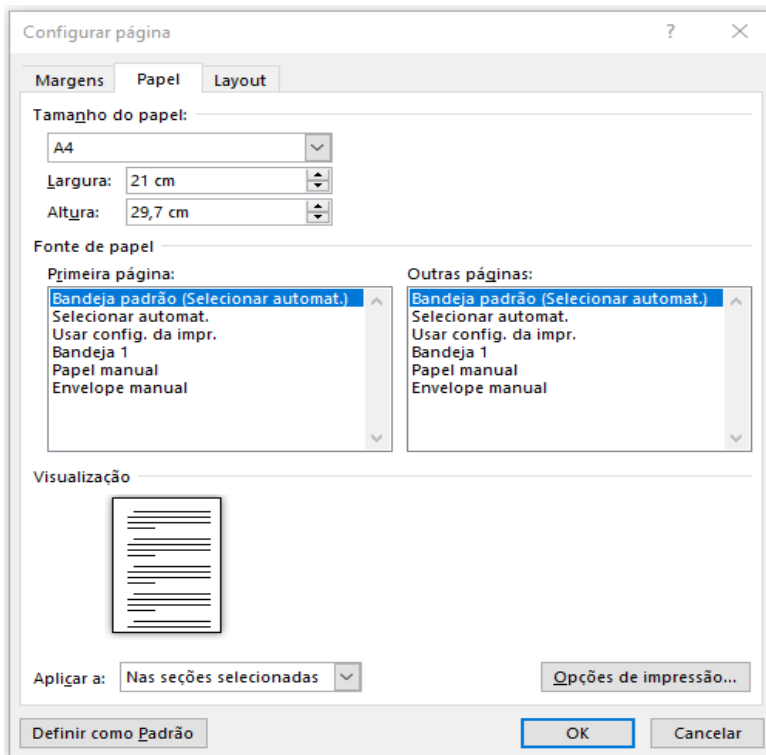 Configurar página
Margens Papel Layout
Tamanho do papel:
A4
Largura: 21 cm
Altura: 29,7 cm
Fonte de papel
Primeira página: Outras páginas:
Bandeja padrão (Selecionar automat.) Bandeja padrão (Selecionar automat.)
Selecionar automat. Selecionar automat.
Usar config. da impr. Usar config. da impr.
Bandeja 1 Bandeja 1
Papel manual Papel manual
Envelope manual Envelope manual
Visualização
Aplicar a: Nas seções selecionadas Opções de impressão...
Definir como Padrão OK Cancelar